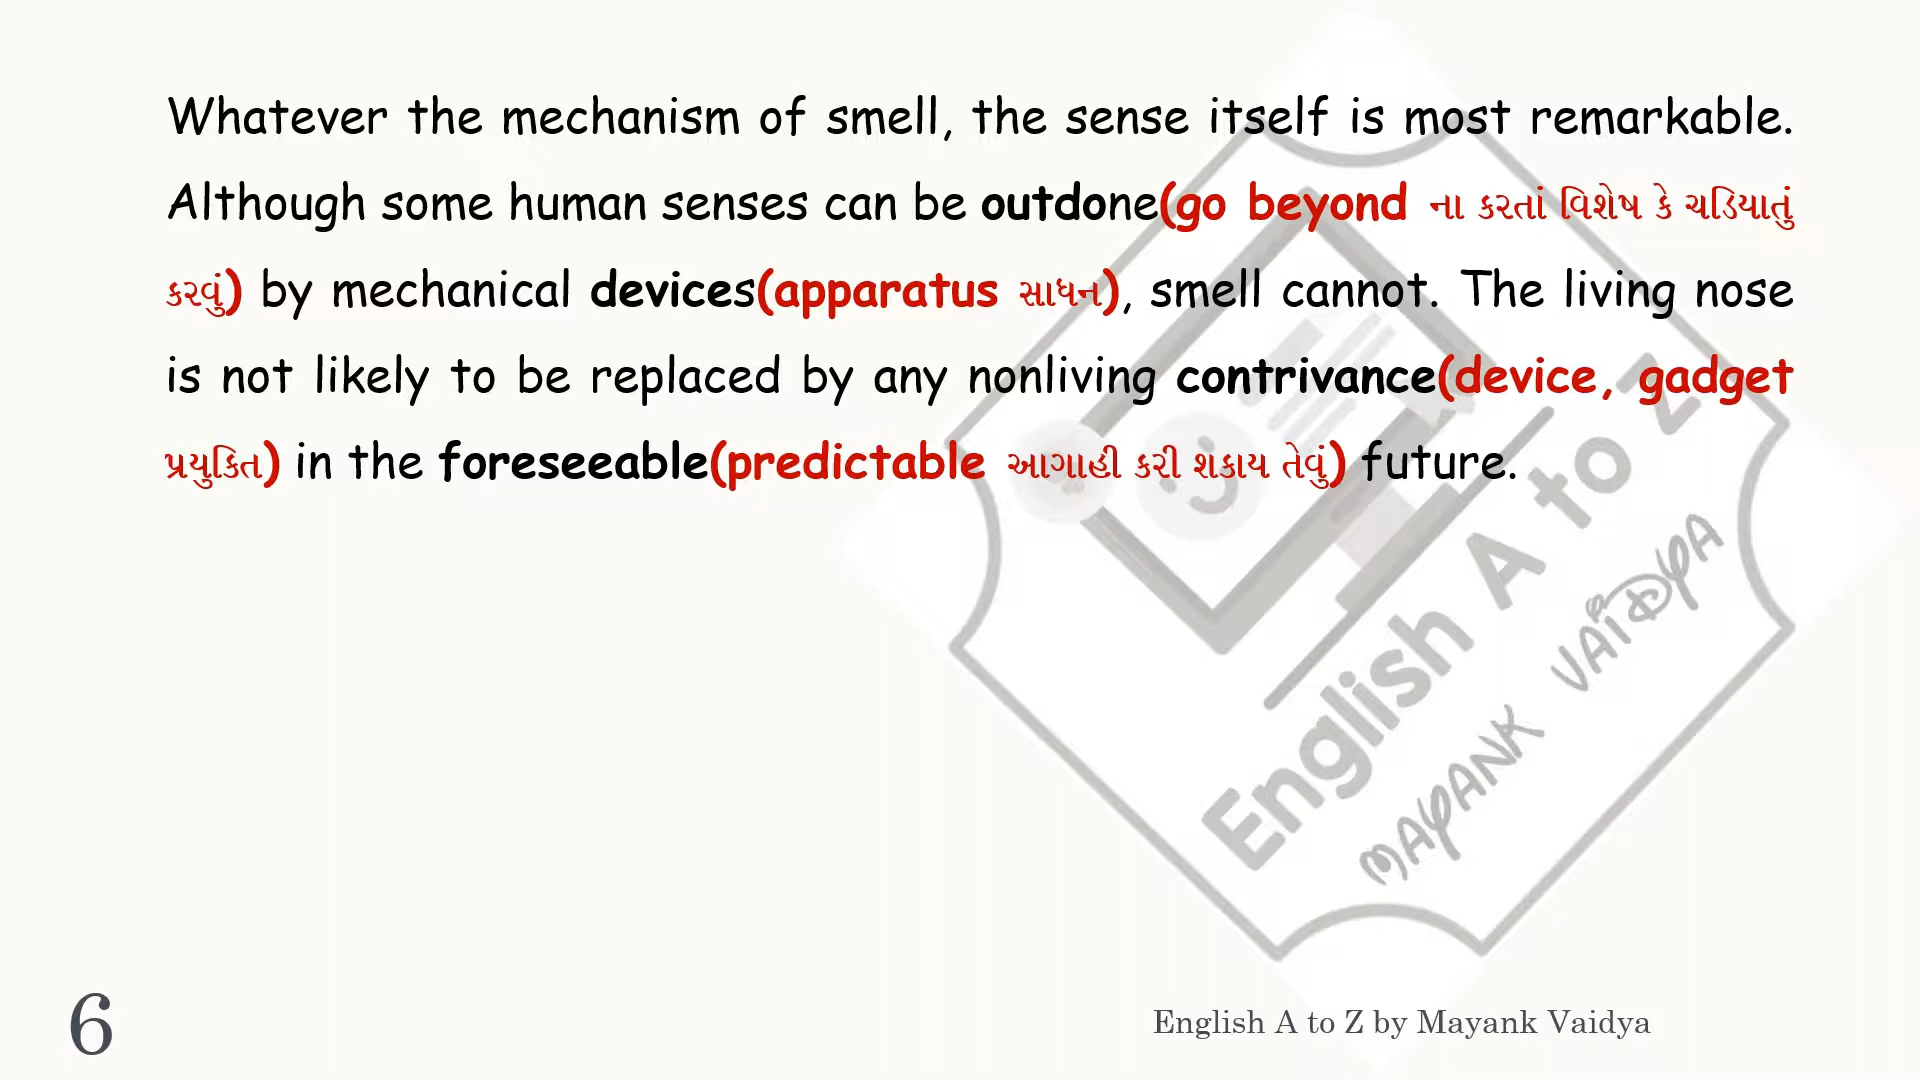 Whatever the mechanism of smell, the sense itself is most remarkable.
Although some human senses can be outdone(go beyond ના કરતાં વિશેષ કે ચડિયાતું
કરવું) by mechanical devices(apparatus સાધન), smell cannot. The living nose
is not likely to be replaced by any nonliving contrivance(device, gadget
પ્રયુક્તિ) in the foreseeable(predictable આગાહી કરી શકાય તેવું) future.
English A to Z
MAYANK VAIDYA
6
English A to Z by Mayank Vaidya